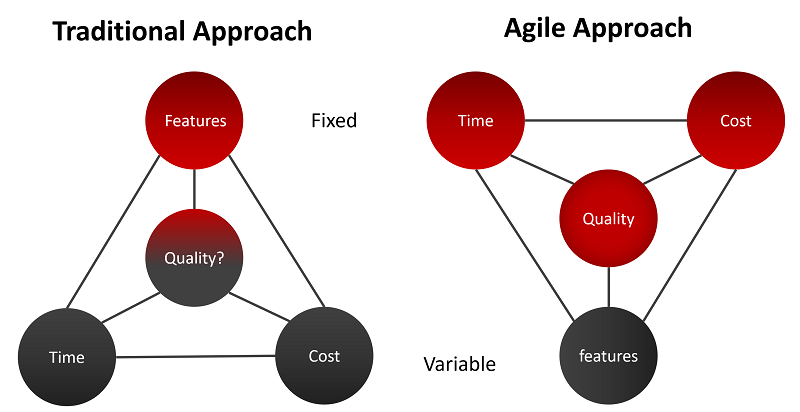 Traditional Approach
Agile Approach
Features
Fixed
Time
Cost
Quality?
Quality
Time
Cost
Variable
features